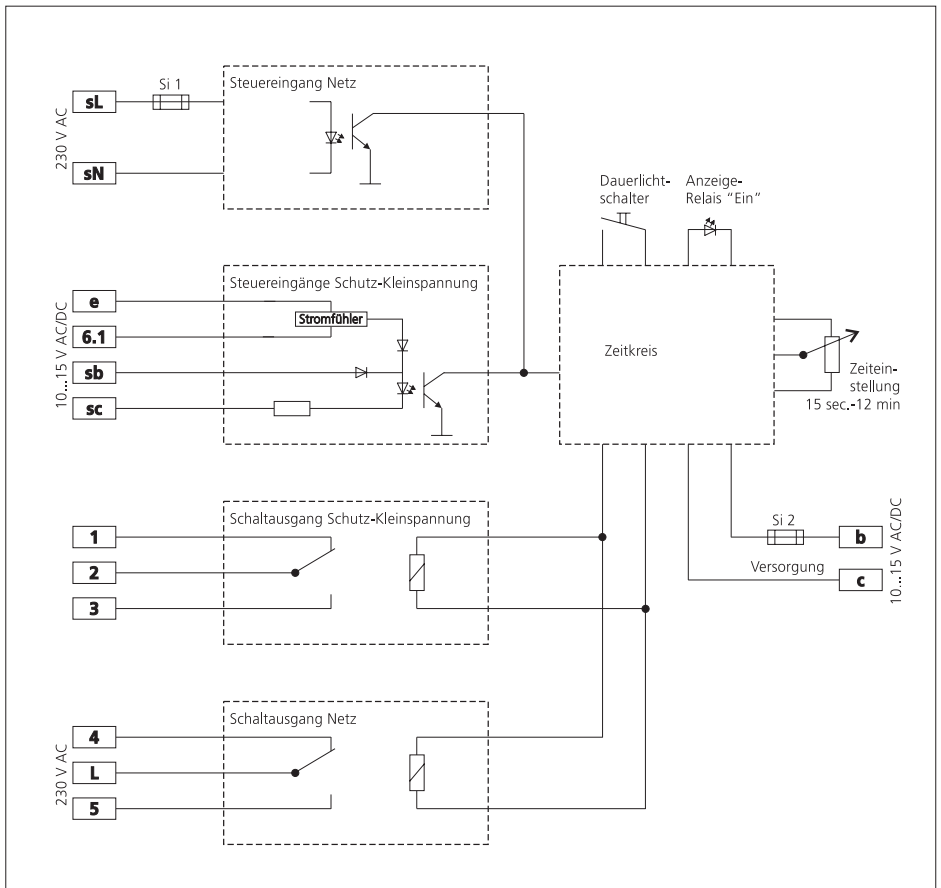 Si 1
Steuereingang Netz
sL
230 V AC
sN
Dauerlicht-
schalter
Anzeige-
Relais “Ein”
Steuereingänge Schutz-Kleinspannung
e
Stromfühler
6.1
10...15 V AC/DC
sb
sc
Zeitkreis
Zeitein-
stellung
15 sec.-12 min
Schaltausgang Schutz-Kleinspannung
1
2
3
Si 2
b
Versorgung
c
10...15 V AC/DC
Schaltausgang Netz
4
230 V AC
L
5